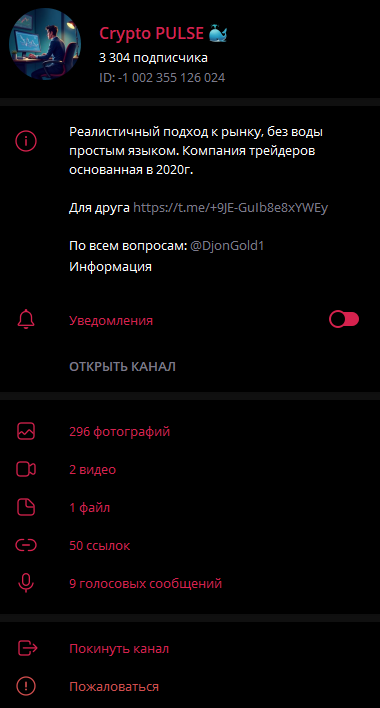 Crypto PULSE 🐳
3 304 подписчика
ID: -1 002 355 126 024
Реалистичный подход к рынку, без воды
простым языком. Компания трейдеров
основанная в 2020г.
Для друга https://t.me/+9JE-GuIb8e8xYWEy
По всем вопросам: @DjonGold1
Информация
Уведомления
ОТКРЫТЬ КАНАЛ
296 фотографий
2 видео
1 файл
50 ссылок
9 голосовых сообщений
Покинуть канал
Пожаловаться